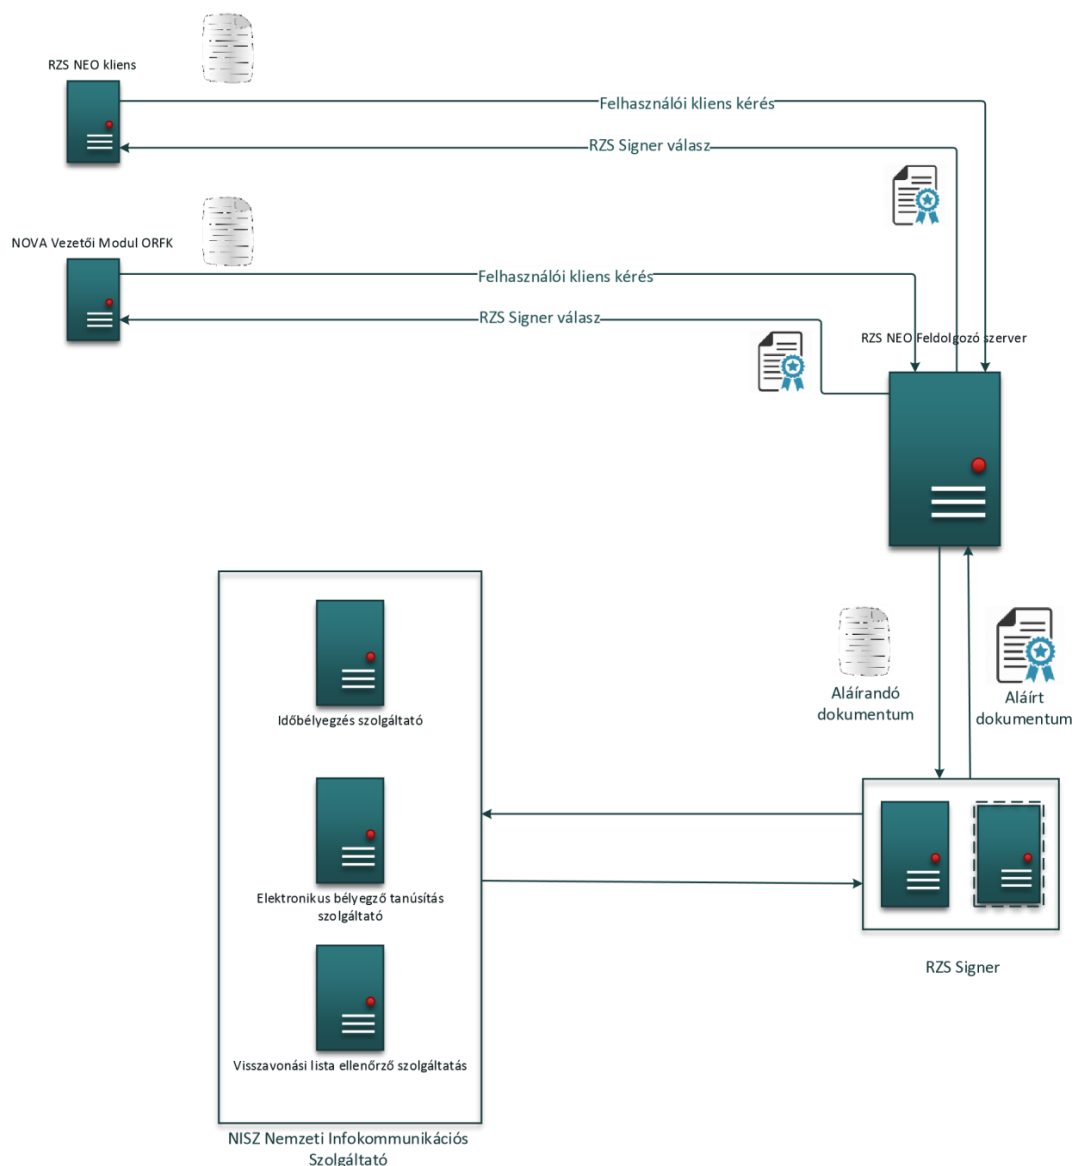 RZS NEO kliens
Felhasználói kliens kérés
RZS Signer válasz
NOVA Vezetői Modul ORFK
Felhasználói kliens kérés
RZS Signer válasz
RZS NEO Feldolgozó szerver
Aláírandó
dokumentum
Aláírt
dokumentum
Időbélyegzés szolgáltató
Elektronikus bélyegző tanúsítás
szolgáltató
Visszavonási lista ellenőrző szolgáltatás
RZS Signer
NISZ Nemzeti Infokommunikációs
Szolgáltató